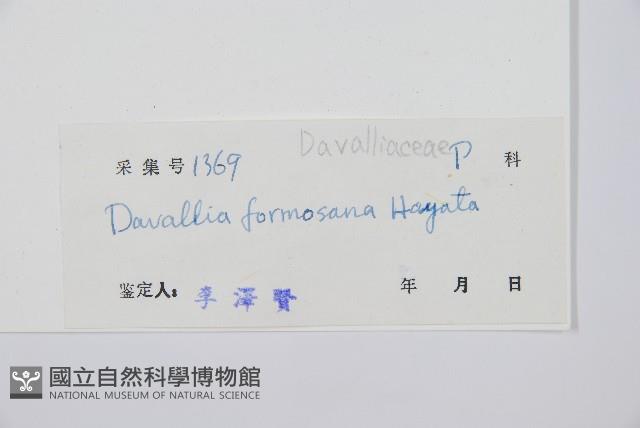 采集号 1369 Davalliaceae P 科
Davallia formosana Hayata
鉴定人: 李澤賢 年 月 日
國立自然科學博物館
NATIONAL MUSEUM OF NATURAL SCIENCE